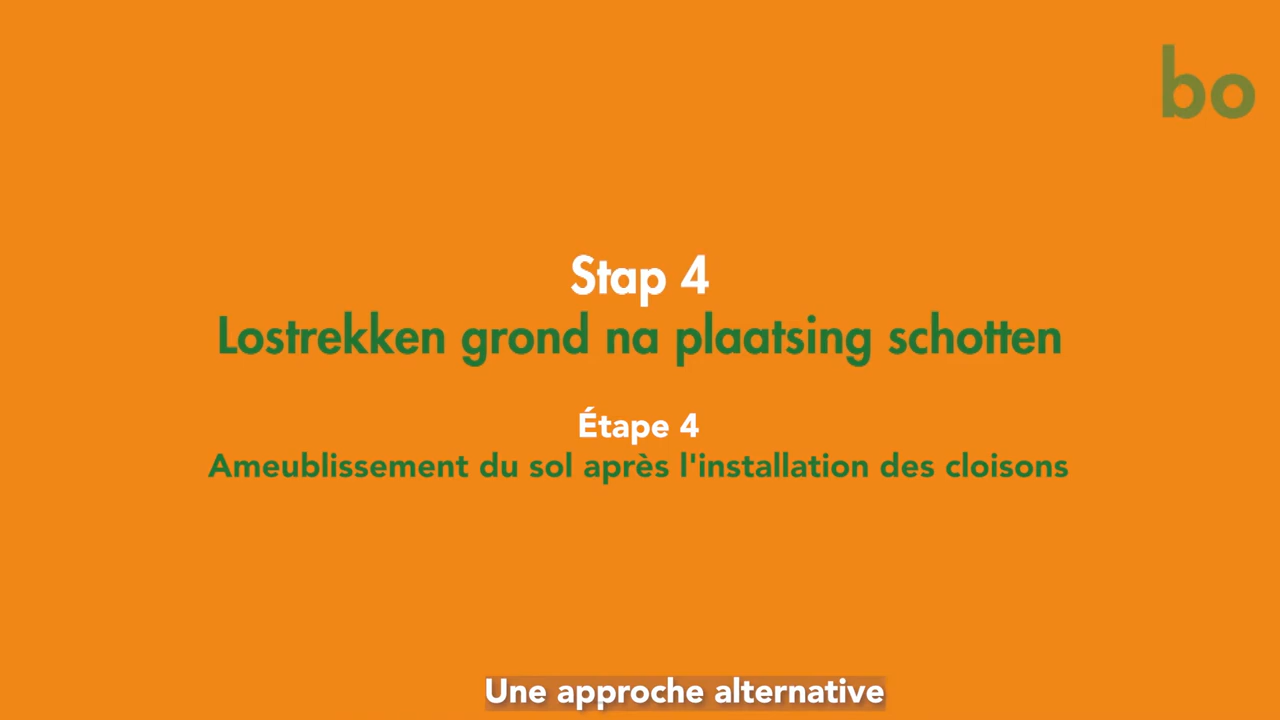 bo
Stap 4
Lostrekken grond na plaatsing schotten
Étape 4
Ameublissement du sol après l'installation des cloisons
Une approche alternative